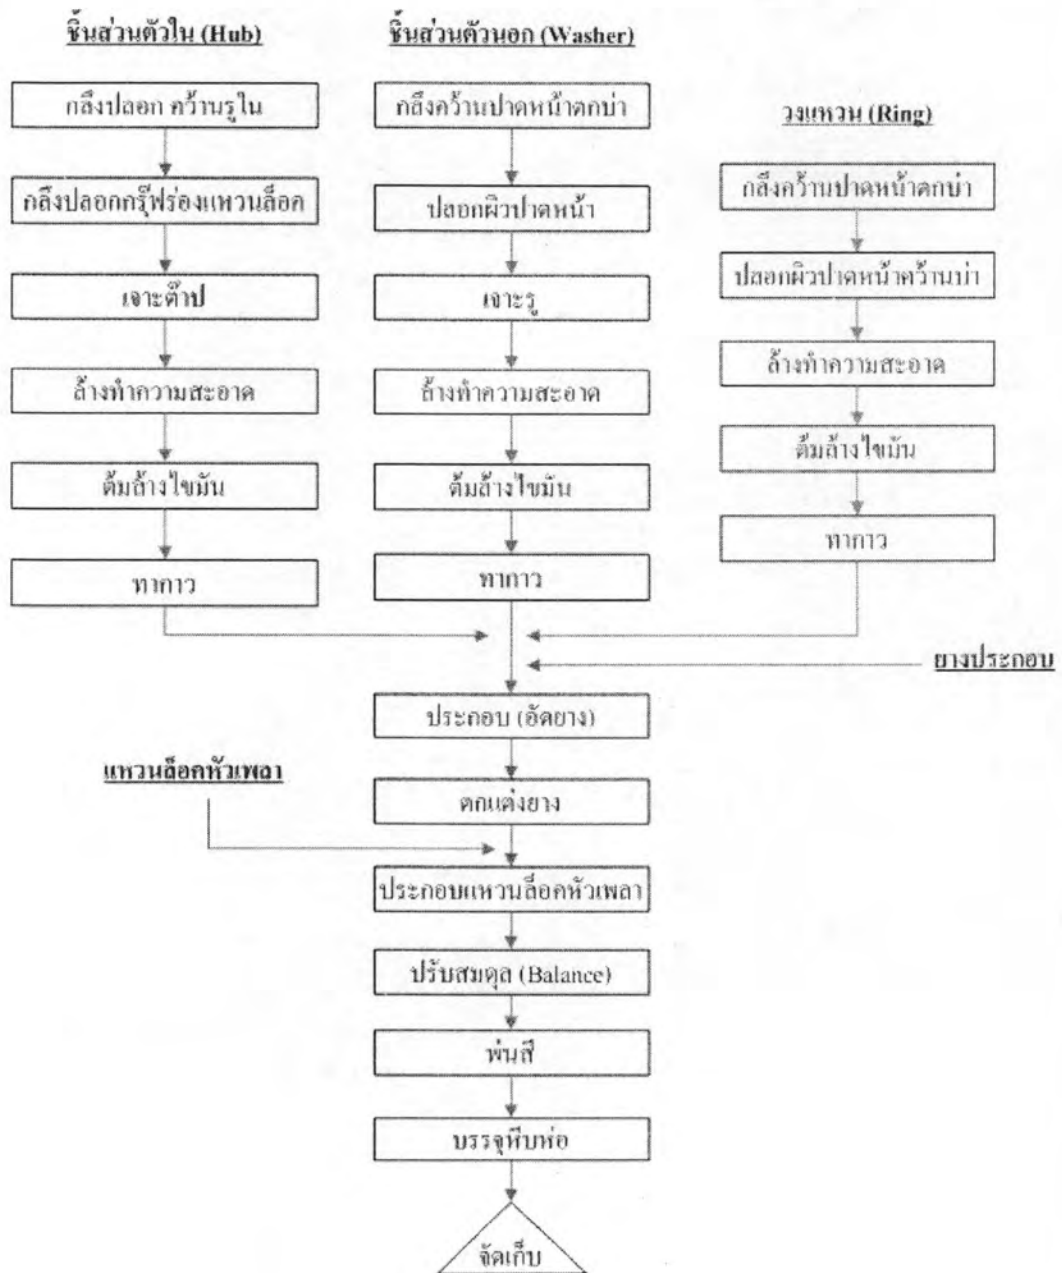 ชิ้นส่วนตัวใน (Hub)
กลึงปลอก คว้านรูใน
กลึงปลอกกรุ๊ฟร่องแหวนล็อค
เจาะต๊าป
ล้างทำความสะอาด
ต้มล้างไขมัน
ทากาว
ชิ้นส่วนตัวนอก (Washer)
กลึงคว้านปาดหน้าตกบ่า
ปลอกผิวปาดหน้า
เจาะรู
ล้างทำความสะอาด
ต้มล้างไขมัน
ทากาว
วงแหวน (Ring)
กลึงคว้านปาดหน้าตกบ่า
ปลอกผิวปาดหน้าคว้านบ่า
ล้างทำความสะอาด
ต้มล้างไขมัน
ทากาว
ยางประกอบ
ประกอบ (อัดยาง)
แหวนล็อคหัวเพลา
ตกแต่งยาง
ประกอบแหวนล็อคหัวเพลา
ปรับสมดุล (Balance)
พ่นสี
บรรจุหีบห่อ
จัดเก็บ